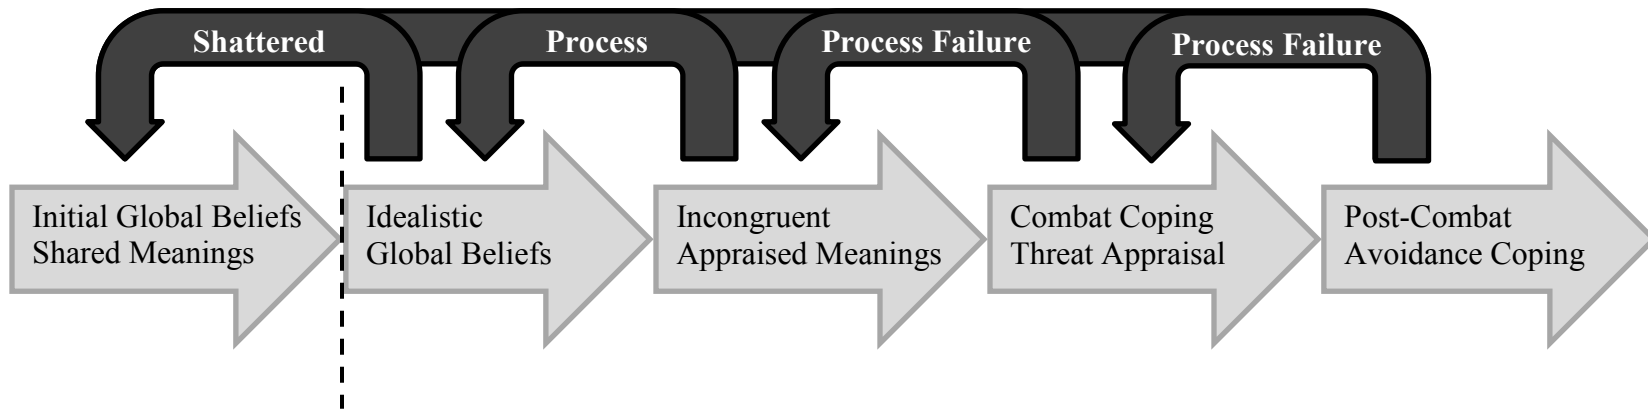 Shattered
Process
Process Failure
Process Failure
Initial Global Beliefs
Shared Meanings
Idealistic
Global Beliefs
Incongruent
Appraised Meanings
Combat Coping
Threat Appraisal
Post-Combat
Avoidance Coping